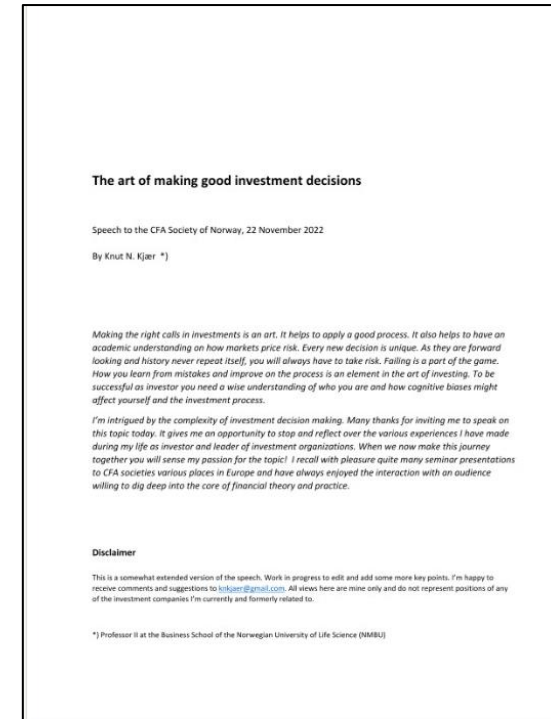 The art of making good investment decisions
Speech to the CFA Society of Norway, 22 November 2022
By Knut N. Kjær *)
Making the right calls in investments is an art. It helps to apply a good process. It also helps to have an
academic understanding on how markets price risk. Every new decision is unique. As they are forward
looking and history never repeat itself, you will always have to take risk. Failing is a part of the game.
How you learn from mistakes and improve on the process is an element in the art of investing. To be
successful as investor you need a wise understanding of who you are and how cognitive biases might
affect yourself and the investment process.
I'm intrigued by the complexity of investment decision making. Many thanks for inviting me to speak on
this topic today. It gives me an opportunity to stop and reflect over the various experiences I have made
during my life as investor and leader of investment organizations. When we now make this journey
together you will sense my passion for the topic! I recall with pleasure quite many seminar presentations
to CFA societies various places in Europe and have always enjoyed the interaction with an audience
willing to dig deep into the core of financial theory and practice.
Disclaimer
This is a somewhat extended version of the speech. Work in progress to edit and add some more key points. I'm happy to
receive comments and suggestions to knkjaer@gmail.com. All views here are mine only and do not represent positions of any
of the investment companies I'm currently and formerly related to.
*) Professor II at the Business School of the Norwegian University of Life Science (NMBU)